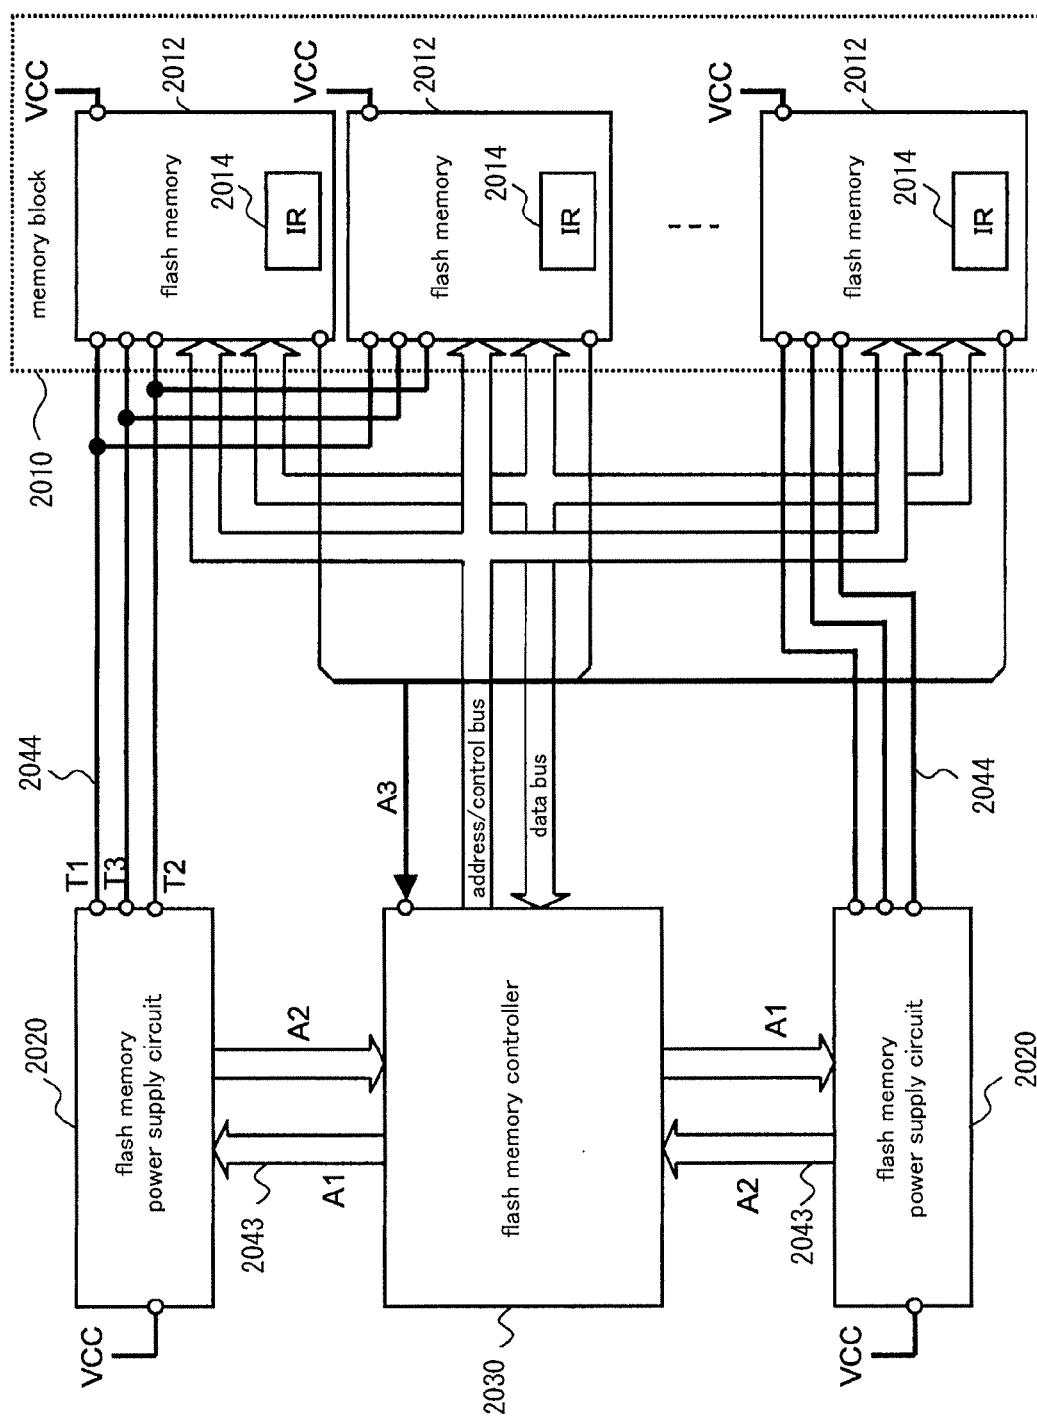 VCC
2020
flash memory
power supply circuit
2043
A1
A2
T1
T3
T2
2044
2010
memory block
VCC
2012
flash memory
2014
IR
2030
flash memory controller
A3
address/control bus
data bus
VCC
2012
flash memory
2014
IR
VCC
2020
flash memory
power supply circuit
2043
A2
A1
2044
VCC
2012
flash memory
2014
IR